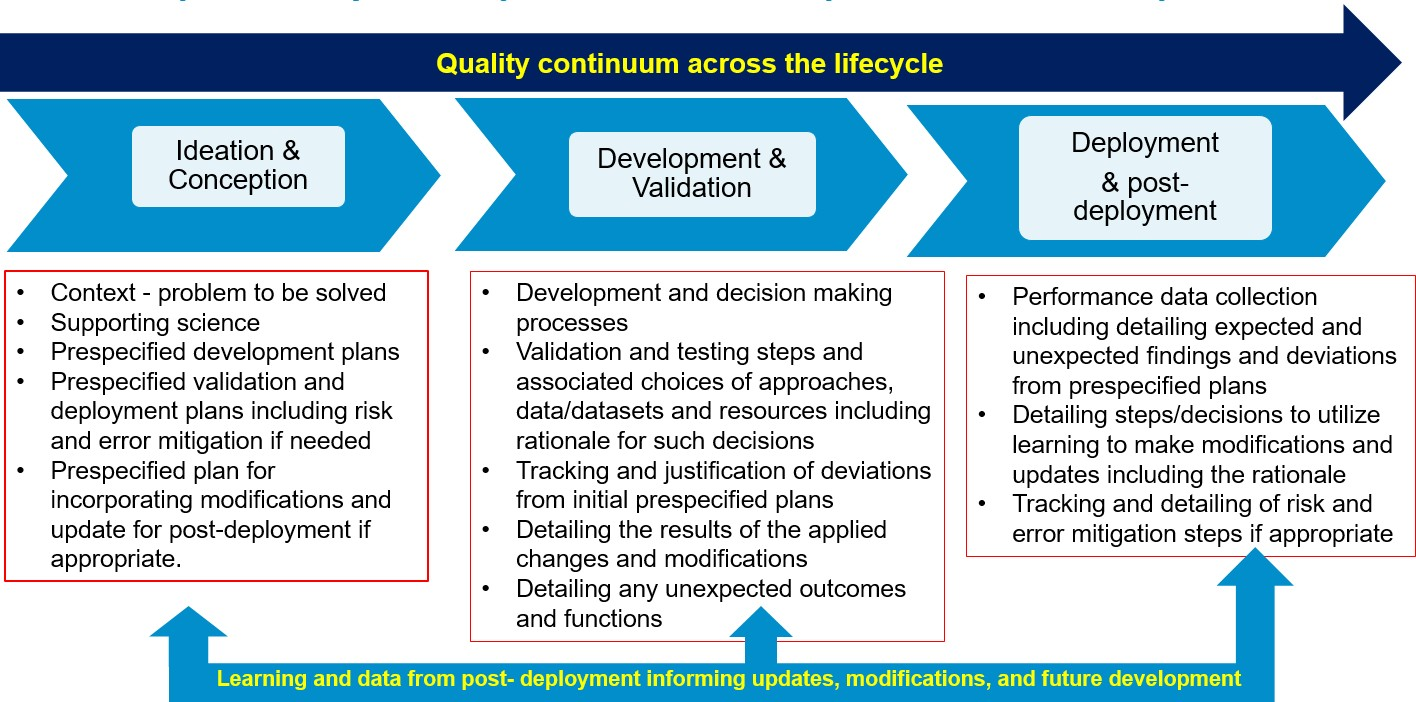 Quality continuum across the lifecycle
Ideation &
Conception
Development &
Validation
Deployment
& post-
deployment
• Context - problem to be solved
• Supporting science
• Prespecified development plans
• Prespecified validation and
deployment plans including risk
and error mitigation if needed
• Prespecified plan for
incorporating modifications and
update for post-deployment if
appropriate.
• Development and decision making
processes
• Validation and testing steps and
associated choices of approaches,
data/datasets and resources including
rationale for such decisions
• Tracking and justification of deviations
from initial prespecified plans
• Detailing the results of the applied
changes and modifications
• Detailing any unexpected outcomes
and functions
• Performance data collection
including detailing expected and
unexpected findings and deviations
from prespecified plans
• Detailing steps/decisions to utilize
learning to make modifications and
updates including the rationale
• Tracking and detailing of risk and
error mitigation steps if appropriate
Learning and data from post- deployment informing updates, modifications, and future development